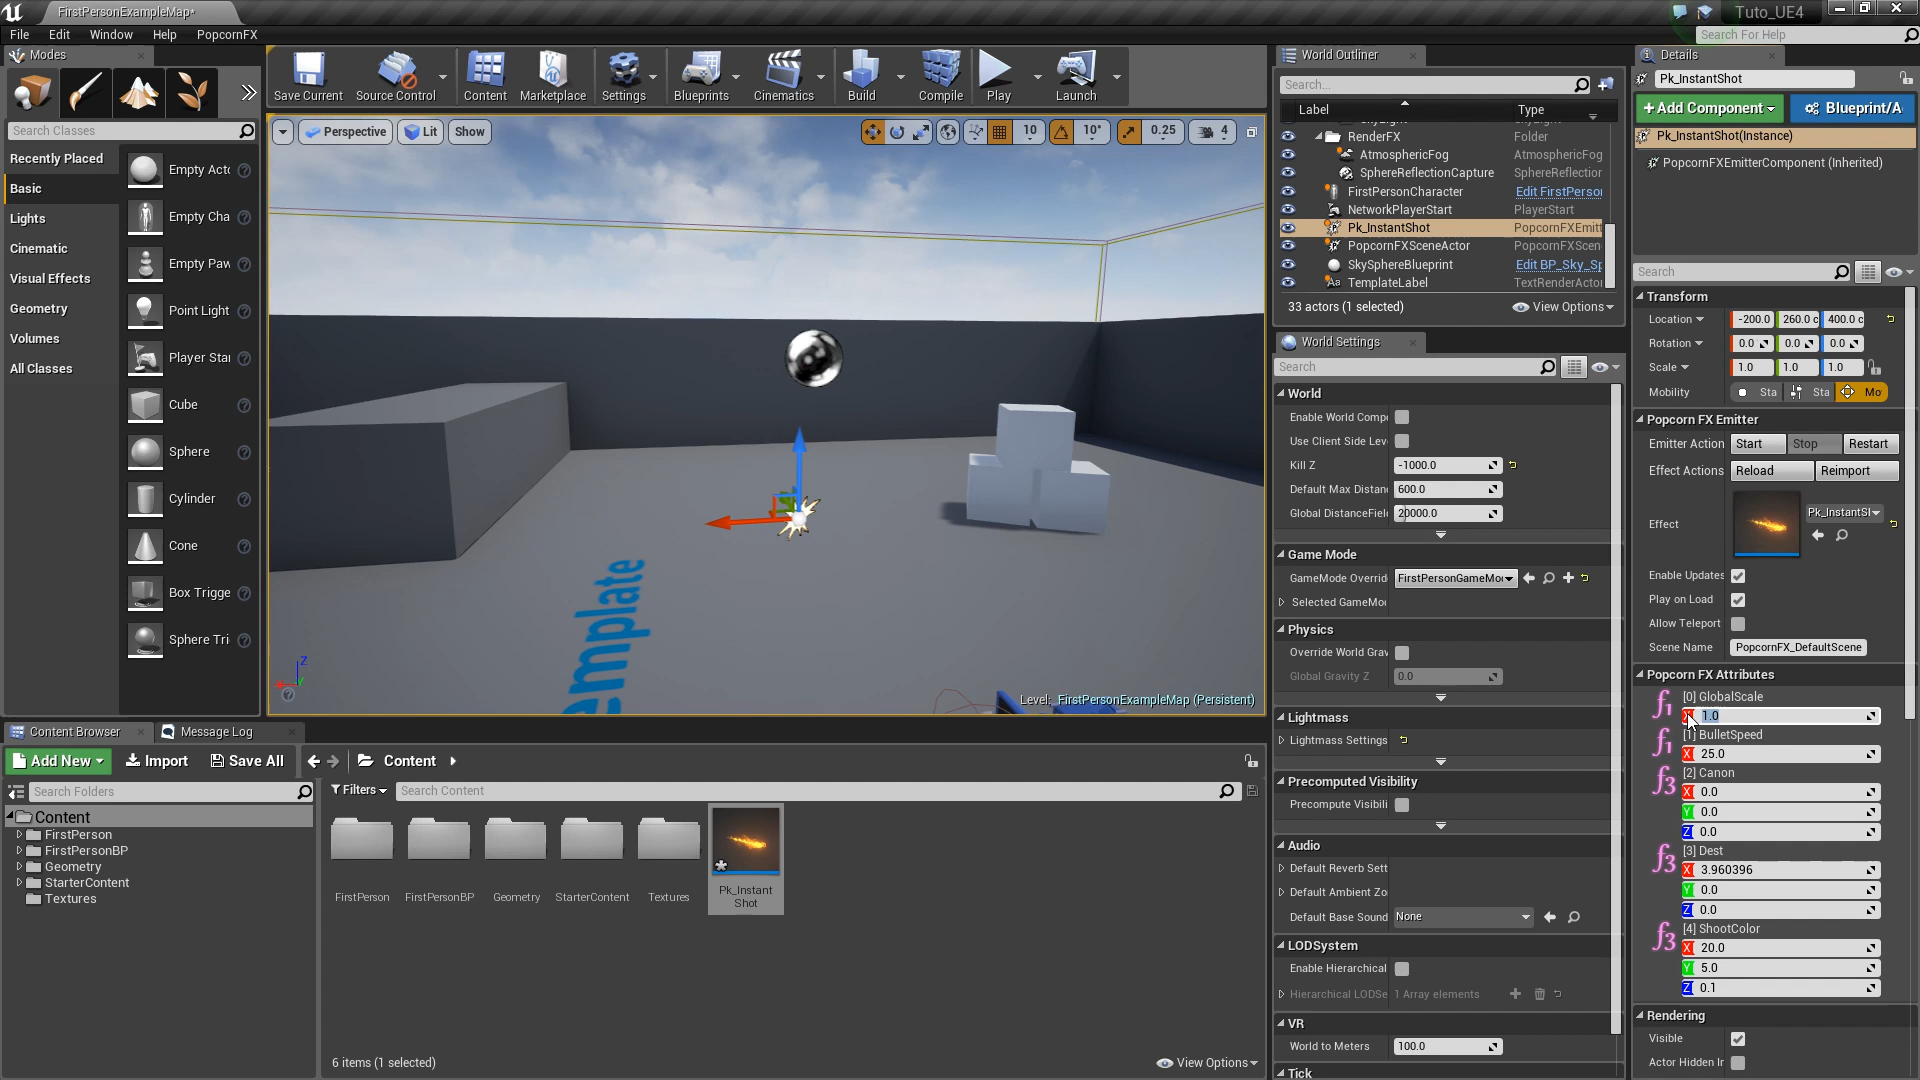 FirstPersonExampleMap*
Tuto_UE4
File Edit Window Help PopcornFX
Search For Help
Modes
Save Current
Source Control
Content
Marketplace
Settings
Blueprints
Cinematics
Build
Compile
Play
Launch
Search Classes
Recently Placed
Basic
Lights
Cinematic
Visual Effects
Geometry
Volumes
All Classes
Empty Acto
Empty Cha
Empty Paw
Point Light
Player Star
Cube
Sphere
Cylinder
Cone
Box Trigge
Sphere Tri
Perspective
Lit
Show
10
10°
0.25
4
emplate
Z
Level: FirstPersonExampleMap (Persistent)
World Outliner
Search...
Label Type
RenderFX Folder
AtmosphericFog AtmosphericFog
SphereReflectionCapture SphereReflection
FirstPersonCharacter Edit FirstPerso
NetworkPlayerStart PlayerStart
Pk_InstantShot PopcornFXEmitt
PopcornFXSceneActor PopcornFXScen
SkySphereBlueprint Edit BP_Sky_Sp
TemplateLabel TextRenderActor
33 actors (1 selected)
View Options
World Settings
Search
World
Enable World Compo
Use Client Side Leve
Kill Z -1000.0
Default Max Distanc 600.0
Global DistanceField 20000.0
Game Mode
GameMode Override FirstPersonGameMod
Selected GameMod
Physics
Override World Grav
Global Gravity Z 0.0
Lightmass
Lightmass Settings
Precomputed Visibility
Precompute Visibili
Audio
Default Reverb Sett
Default Ambient Zo
Default Base Sound None
LODSystem
Enable Hierarchical
Hierarchical LODSe 1 Array elements
VR
World to Meters 100.0
Tick
Details
Pk_InstantShot
+Add Component
Blueprint/A
Pk_InstantShot(Instance)
PopcornFXEmitterComponent (Inherited)
Search
Transform
Location -200.0 260.0 c 400.0 c
Rotation 0.0 0.0 0.0
Scale 1.0 1.0 1.0
Mobility Sta Sta Mo
Popcorn FX Emitter
Emitter Action Start Stop Restart
Effect Actions Reload Reimport
Effect Pk_InstantSl
Enable Updates
Play on Load
Allow Teleport
Scene Name PopcornFX_DefaultScene
Popcorn FX Attributes
[0] GlobalScale
1.0
[1] BulletSpeed
X 25.0
[2] Canon
X 0.0
Y 0.0
Z 0.0
[3] Dest
X 3.960396
Y 0.0
Z 0.0
[4] ShootColor
X 20.0
Y 5.0
Z 0.1
Rendering
Visible
Actor Hidden In
Content Browser
Message Log
Add New
Import
Save All
Content
Search Folders
Filters
Search Content
Content
FirstPerson
FirstPersonBP
Geometry
StarterContent
Textures
FirstPerson
FirstPersonBP
Geometry
StarterContent
Textures
Pk_Instant
Shot
6 items (1 selected)
View Options